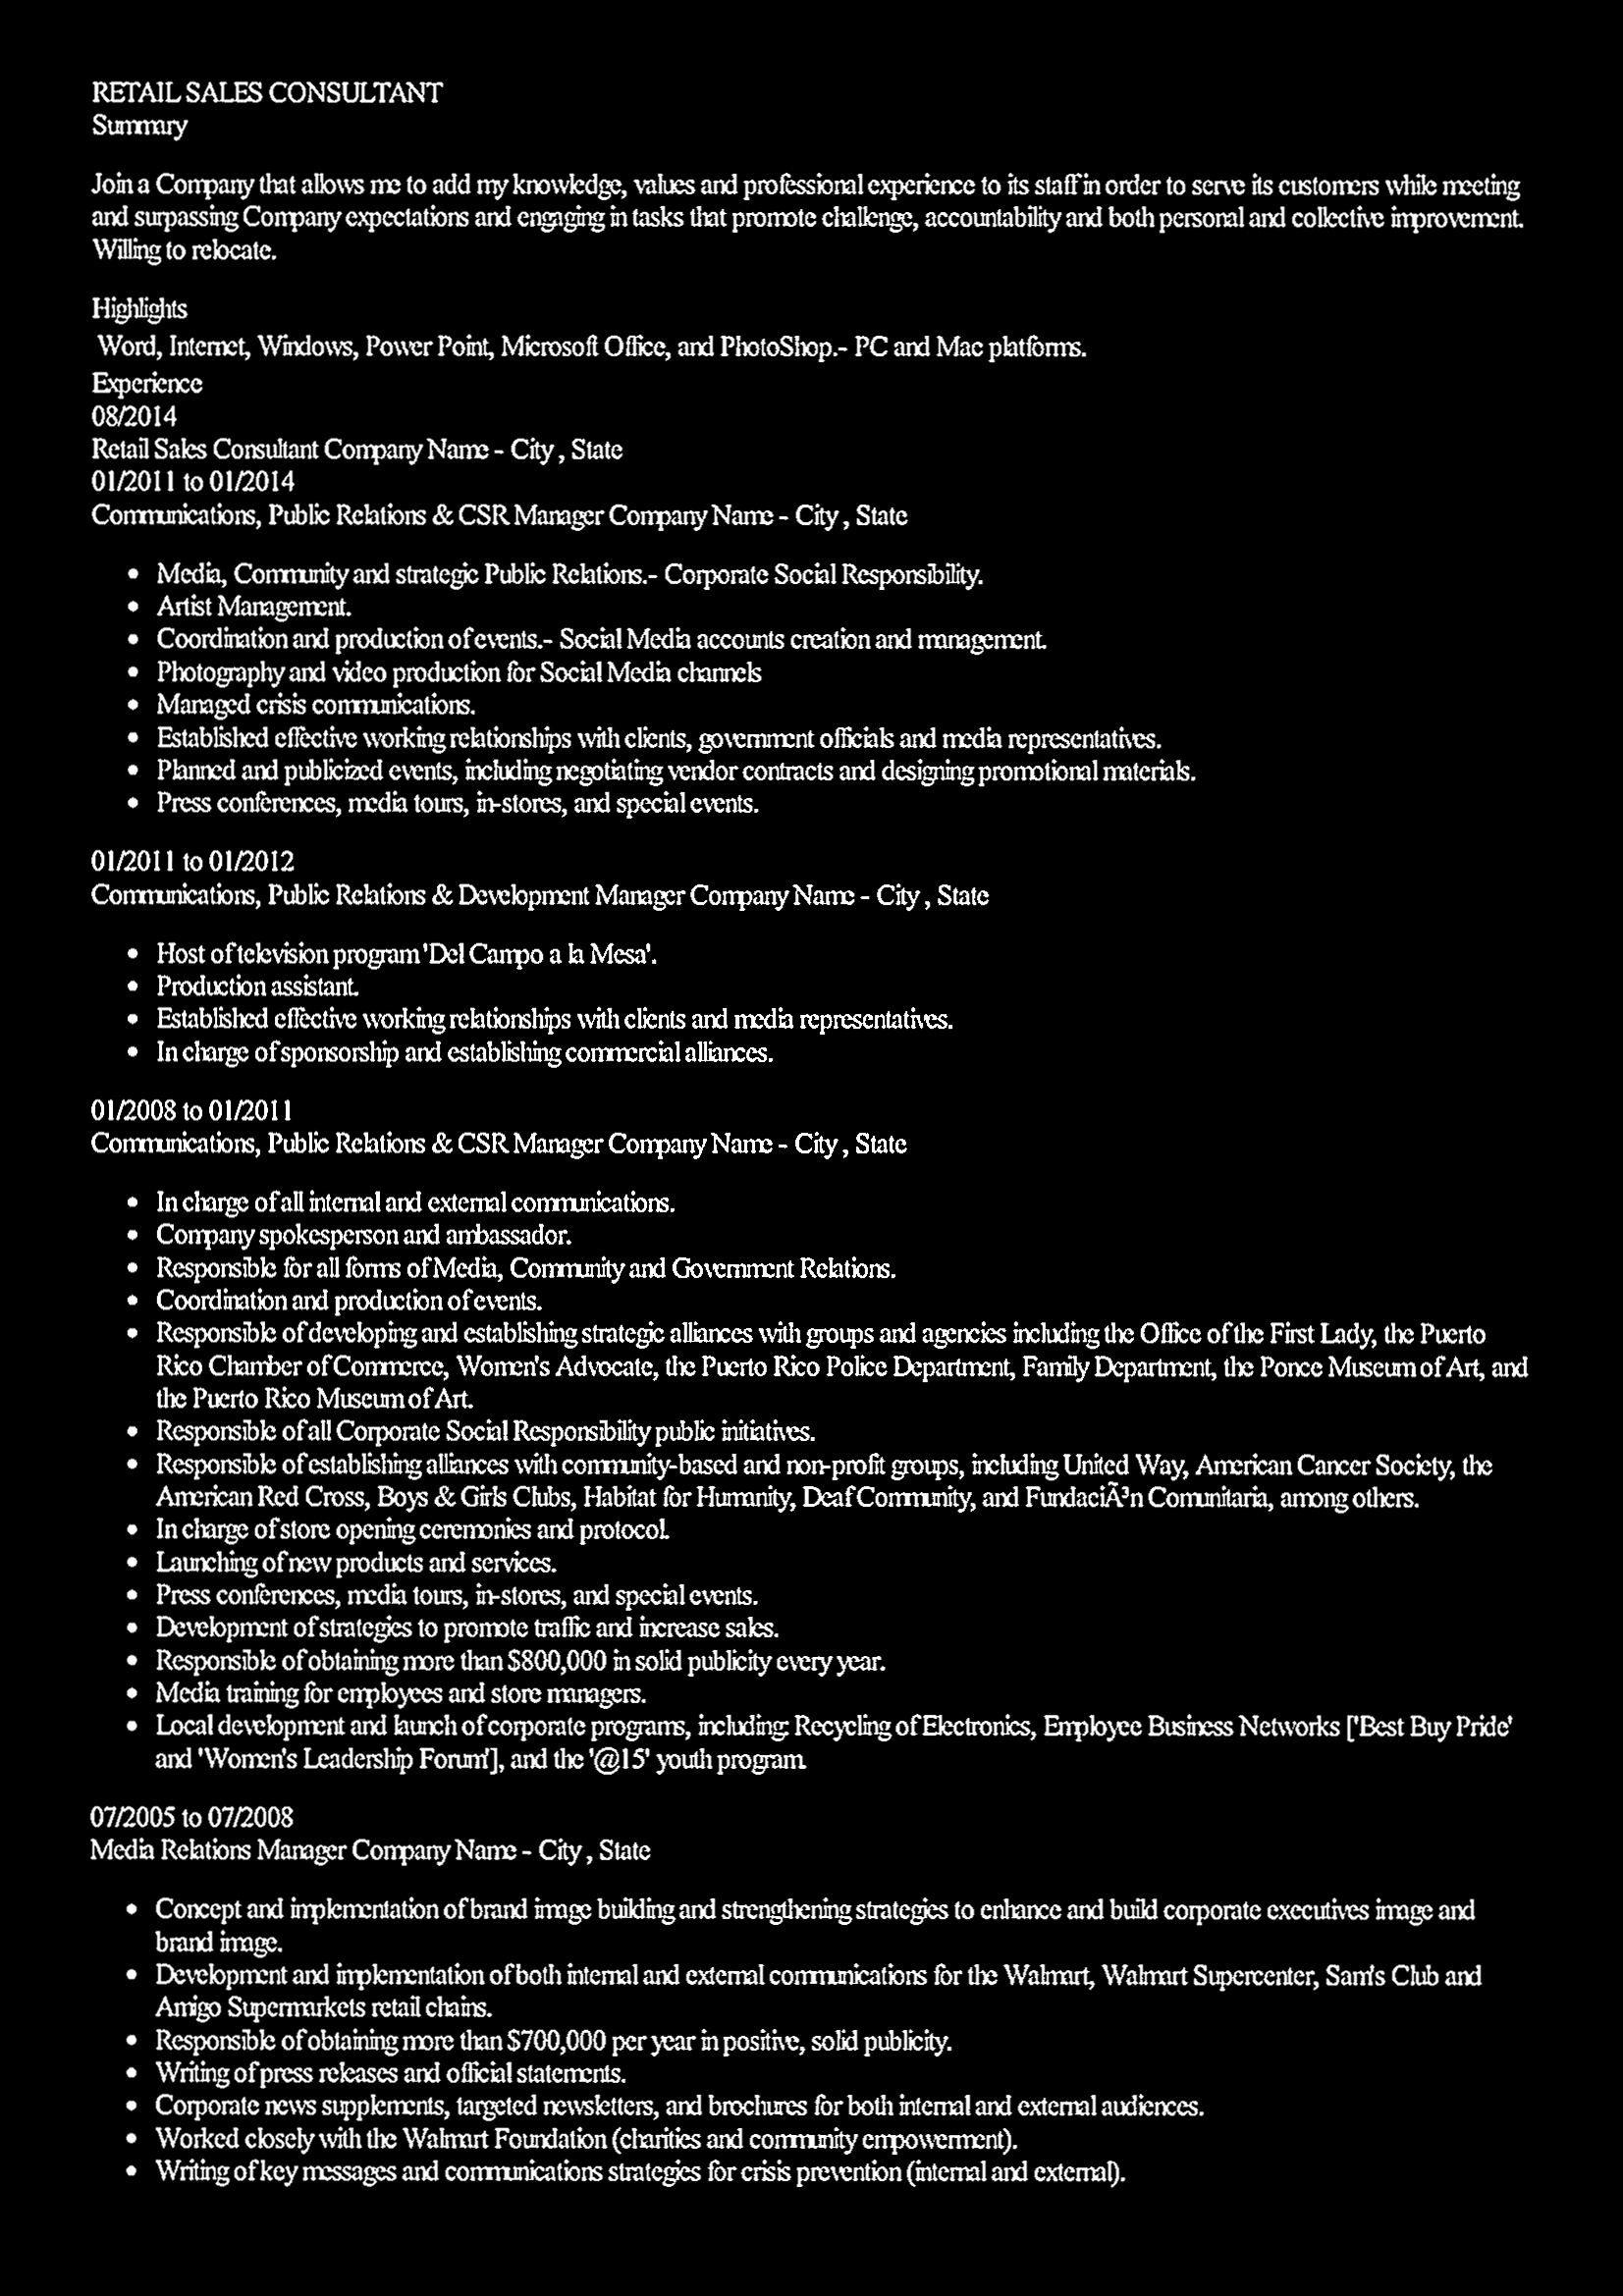 RETAIL SALES CONSULTANT
Summary
Join a Company that allows me to add my knowledge, values and professional experience to its staff in order to serve its customers while meeting
and surpassing Company expectations and engaging in tasks that promote challenge, accountability and both personal and collective improvement.
Willing to relocate.
Highlights
Word, Internet, Windows, Power Point, Microsoft Office, and PhotoShop.- PC and Mac platforms.
Experience
08/2014
Retail Sales Consultant Company Name - City , State
01/2011 to 01/2014
Communications, Public Relations & CSR Manager Company Name - City , State
• Media, Community and strategic Public Relations.- Corporate Social Responsibility.
• Artist Management.
• Coordination and production of events.- Social Media accounts creation and management.
• Photography and video production for Social Media channels
• Managed crisis communications.
• Established effective working relationships with clients, government officials and media representatives.
• Planned and publicized events, including negotiating vendor contracts and designing promotional materials.
• Press conferences, media tours, in-stores, and special events.
01/2011 to 01/2012
Communications, Public Relations & Development Manager Company Name - City , State
• Host of television program 'Del Campo a la Mesa'.
• Production assistant.
• Established effective working relationships with clients and media representatives.
• In charge of sponsorship and establishing commercial alliances.
01/2008 to 01/2011
Communications, Public Relations & CSR Manager Company Name - City , State
• In charge of all internal and external communications.
• Company spokesperson and ambassador.
• Responsible for all forms of Media, Community and Government Relations.
• Coordination and production of events.
• Responsible of developing and establishing strategic alliances with groups and agencies including the Office of the First Lady, the Puerto
Rico Chamber of Commerce, Women's Advocate, the Puerto Rico Police Department, Family Department, the Ponce Museum of Art, and
the Puerto Rico Museum of Art.
• Responsible of all Corporate Social Responsibility public initiatives.
• Responsible of establishing alliances with community-based and non-profit groups, including United Way, American Cancer Society, the
American Red Cross, Boys & Girls Clubs, Habitat for Humanity, Deaf Community, and FundaciÃ³n Comunitaria, among others.
• In charge of store opening ceremonies and protocol.
• Launching of new products and services.
• Press conferences, media tours, in-stores, and special events.
• Development of strategies to promote traffic and increase sales.
• Responsible of obtaining more than $800,000 in solid publicity every year.
• Media training for employees and store managers.
• Local development and launch of corporate programs, including: Recycling of Electronics, Employee Business Networks ['Best Buy Pride'
and 'Women's Leadership Forum'], and the '@15' youth program.
07/2005 to 07/2008
Media Relations Manager Company Name - City , State
• Concept and implementation of brand image building and strengthening strategies to enhance and build corporate executives image and
brand image.
• Development and implementation of both internal and external communications for the Walmart, Walmart Supercenter, Sam's Club and
Amigo Supermarkets retail chains.
• Responsible of obtaining more than $700,000 per year in positive, solid publicity.
• Writing of press releases and official statements.
• Corporate news supplements, targeted newsletters, and brochures for both internal and external audiences.
• Worked closely with the Walmart Foundation (charities and community empowerment).
• Writing of key messages and communications strategies for crisis prevention (internal and external).